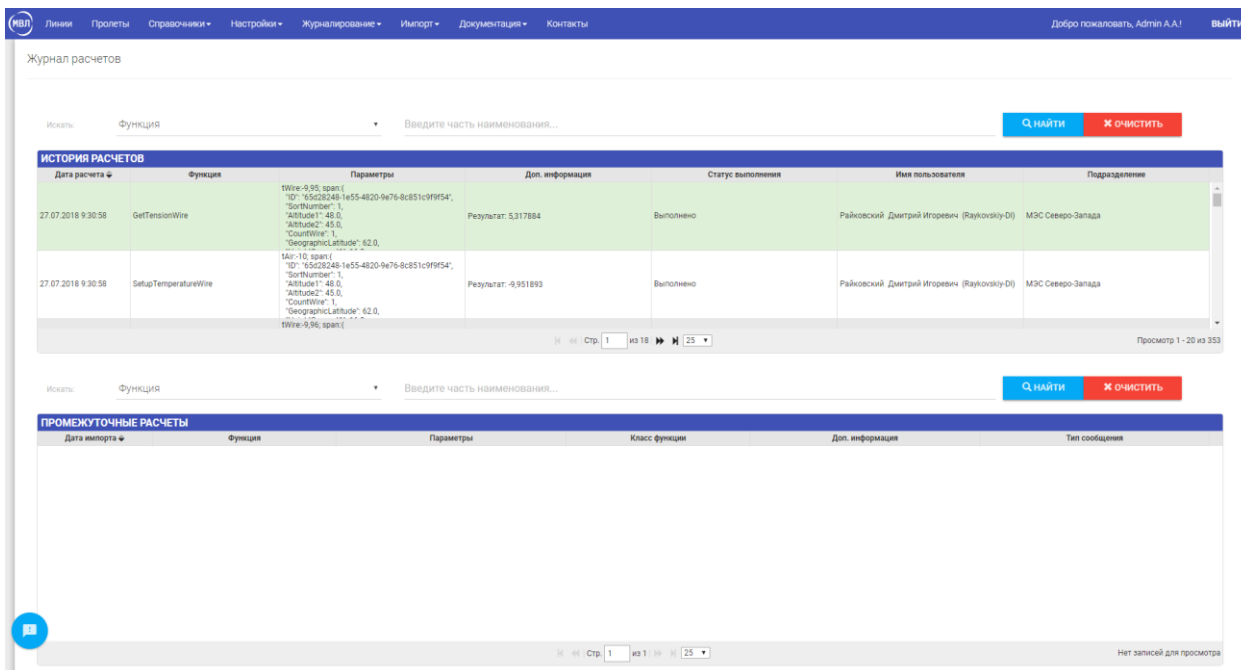 МВЛ Линии Пролеты Справочники Настройки Журналирование Импорт Документация Контакты Добро пожаловать, Admin A.A.! ВЫЙТИ
Журнал расчетов
Искать: Функция Введите часть наименования... НАЙТИ ОЧИСТИТЬ
ИСТОРИЯ РАСЧЕТОВ
Дата расчета Функция Параметры Доп. информация Статус выполнения Имя пользователя Подразделение
tWire:-9,95; span:{
"ID": "65d28248-1e55-4820-9e76-8c851c9f9f54",
"SortNumber": 1,
"Altitude1": 48.0,
27.07.2018 9:30:58 GetTensionWire "Altitude2": 45.0, Результат: 5,317884 Выполнено Райковский Дмитрий Игоревич (Raykovskiy-DI) МЭС Северо-Запада
"CountWire": 1,
"GeographicLatitude": 62.0,
tAir:-10; span:{
"ID": "65d28248-1e55-4820-9e76-8c851c9f9f54",
"SortNumber": 1,
"Altitude1": 48.0,
27.07.2018 9:30:58 SetupTemperatureWire "Altitude2": 45.0, Результат: -9,951893 Выполнено Райковский Дмитрий Игоревич (Raykovskiy-DI) МЭС Северо-Запада
"CountWire": 1,
"GeographicLatitude": 62.0,
tWire:-9,96; span:{
Стр. 1 из 18 25 Просмотр 1 - 20 из 353
Искать: Функция Введите часть наименования... НАЙТИ ОЧИСТИТЬ
ПРОМЕЖУТОЧНЫЕ РАСЧЕТЫ
Дата импорта Функция Параметры Класс функции Доп. информация Тип сообщения
Стр. 1 из 1 25 Нет записей для просмотра